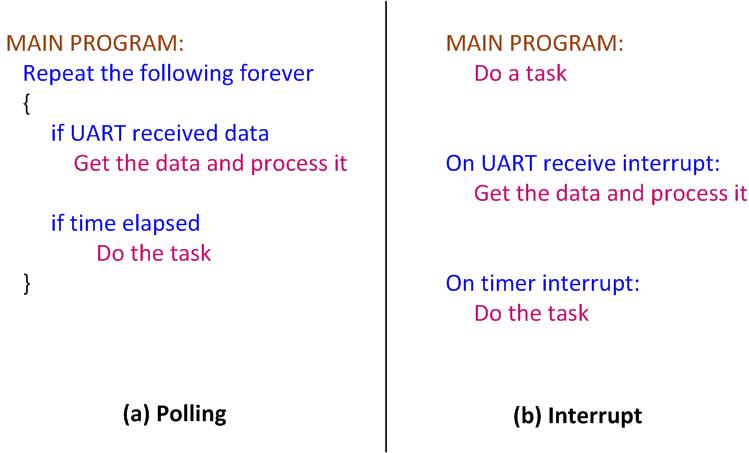 MAIN PROGRAM:
Repeat the following forever
{
if UART received data
Get the data and process it
if time elapsed
Do the task
}
(a) Polling
MAIN PROGRAM:
Do a task
On UART receive interrupt:
Get the data and process it
On timer interrupt:
Do the task
(b) Interrupt